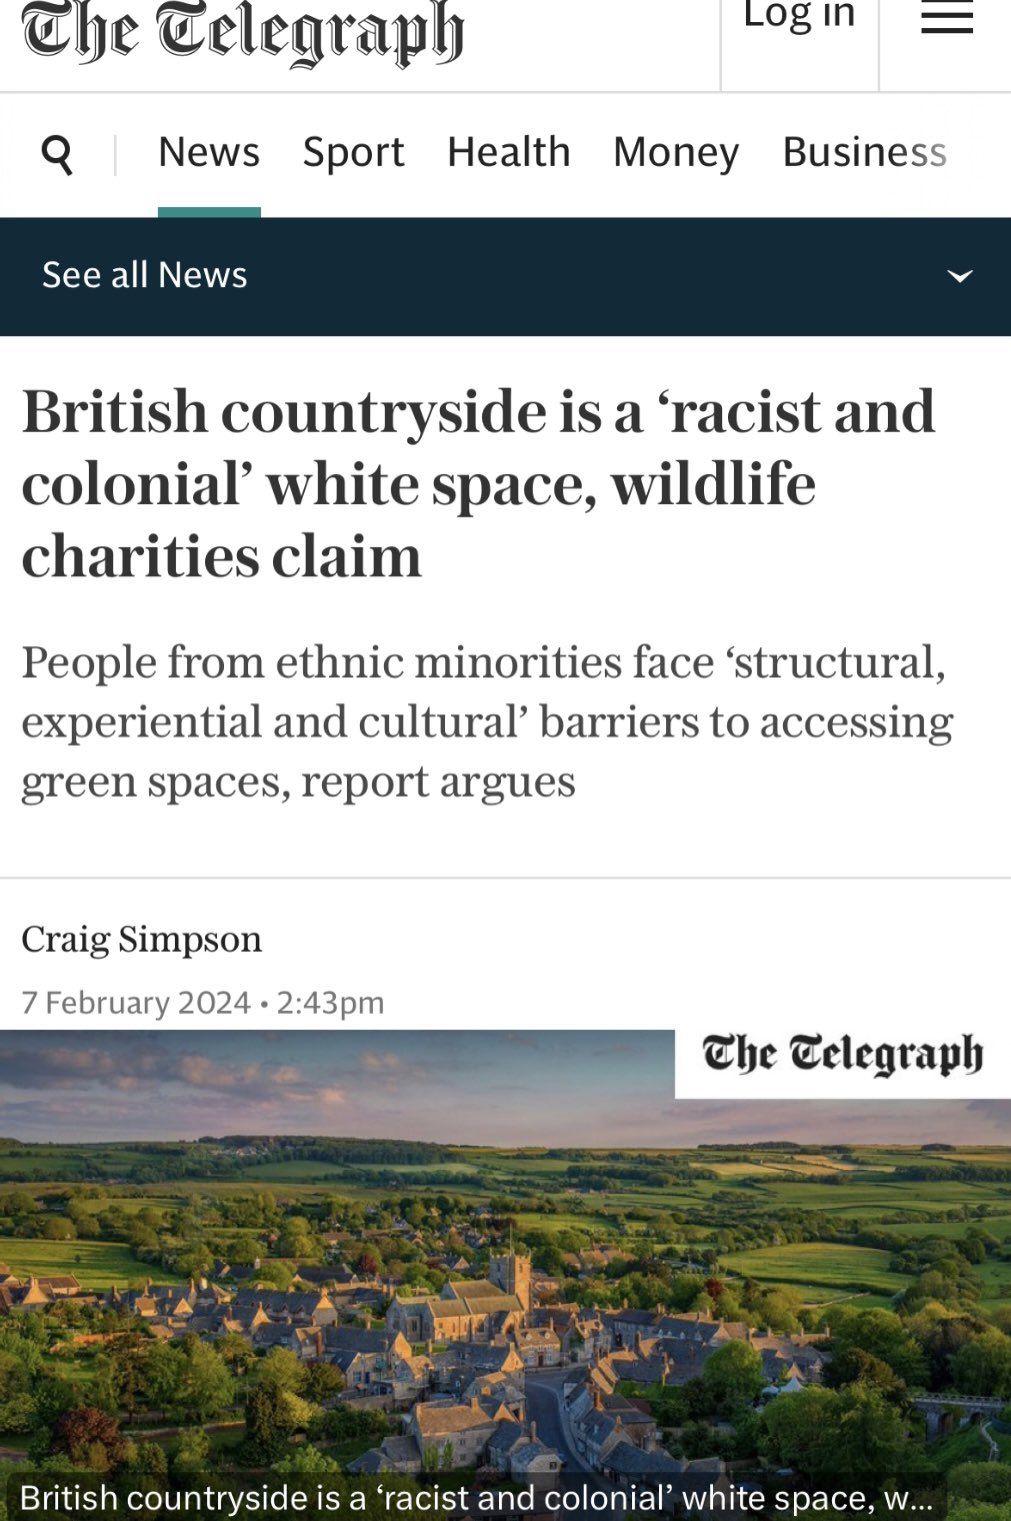 The Telegraph
Log in
News Sport Health Money Business
See all News
British countryside is a ‘racist and
colonial’ white space, wildlife
charities claim
People from ethnic minorities face ‘structural,
experiential and cultural’ barriers to accessing
green spaces, report argues
Craig Simpson
7 February 2024 • 2:43pm
The Telegraph
British countryside is a ‘racist and colonial’ white space, w...